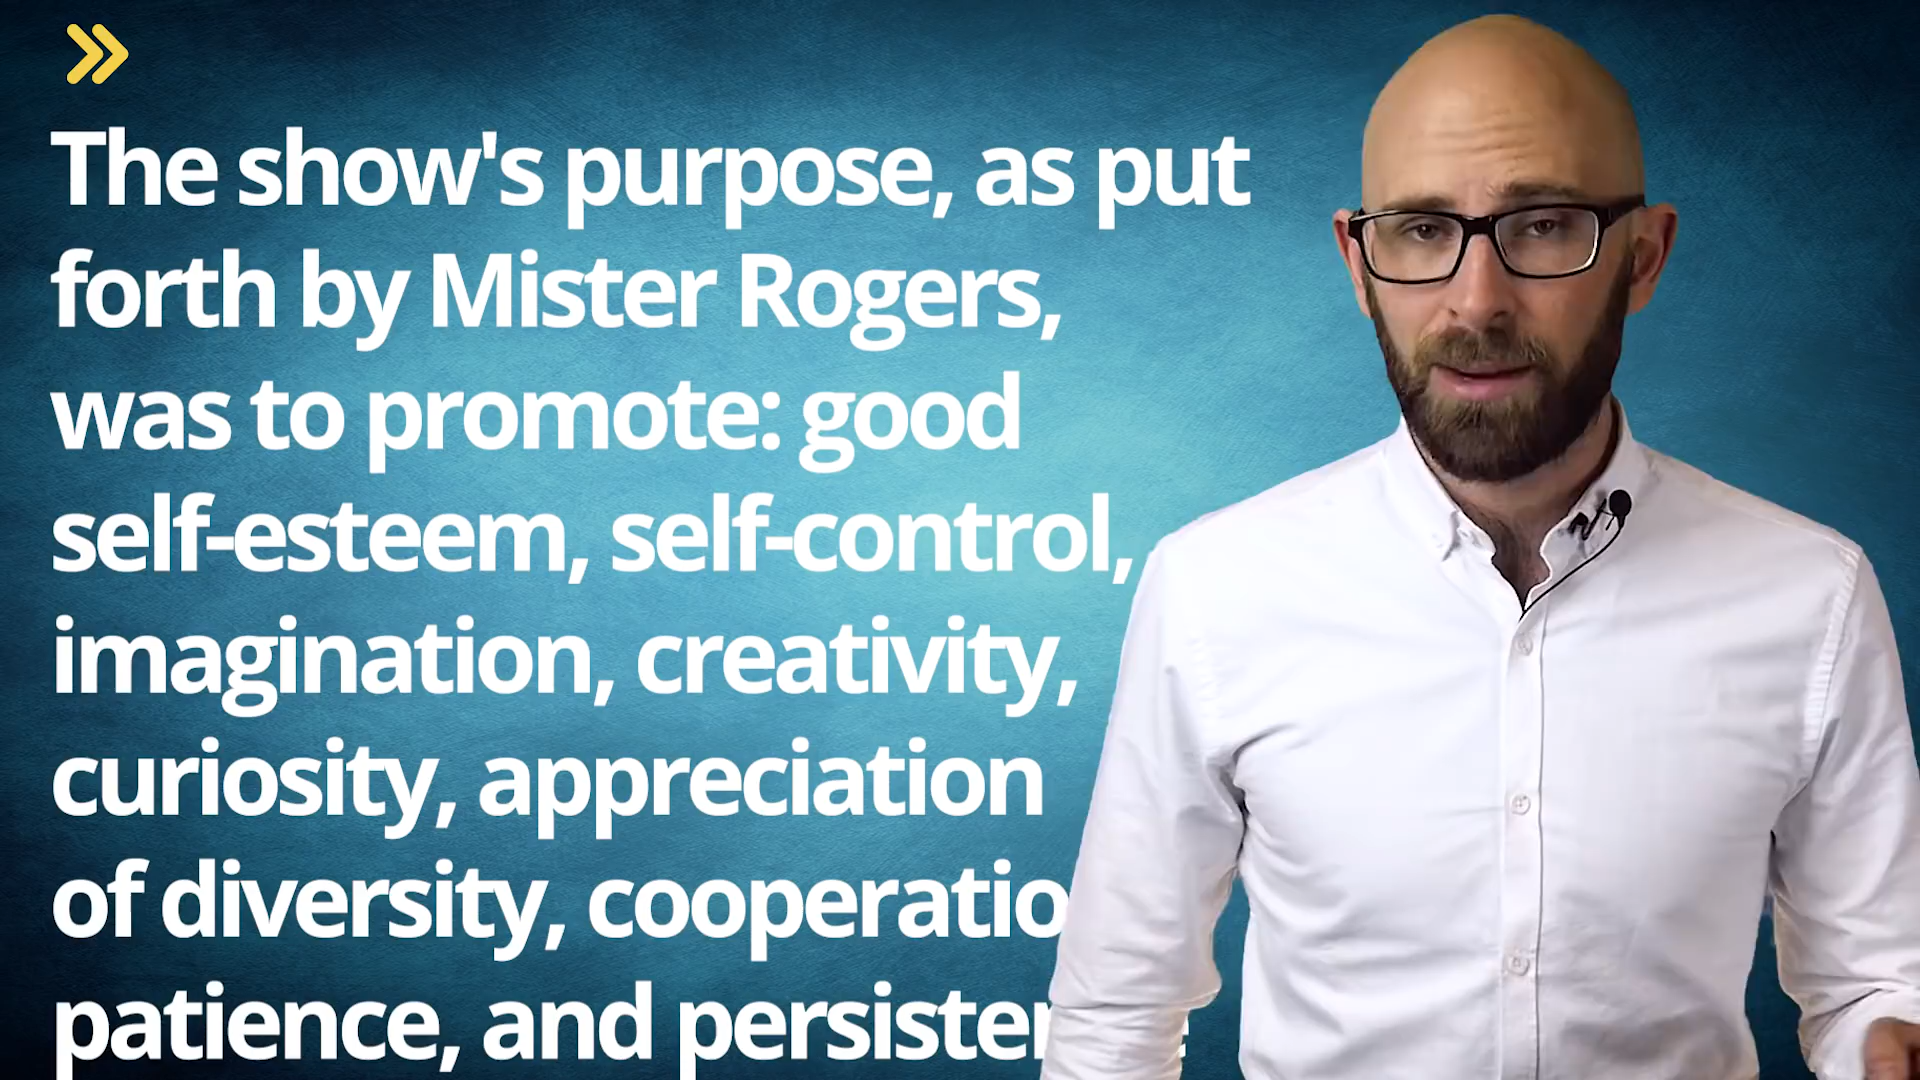 The show's purpose, as put
forth by Mister Rogers,
was to promote: good
self-esteem, self-control,
imagination, creativity,
curiosity, appreciation
of diversity, cooperatio
patience, and